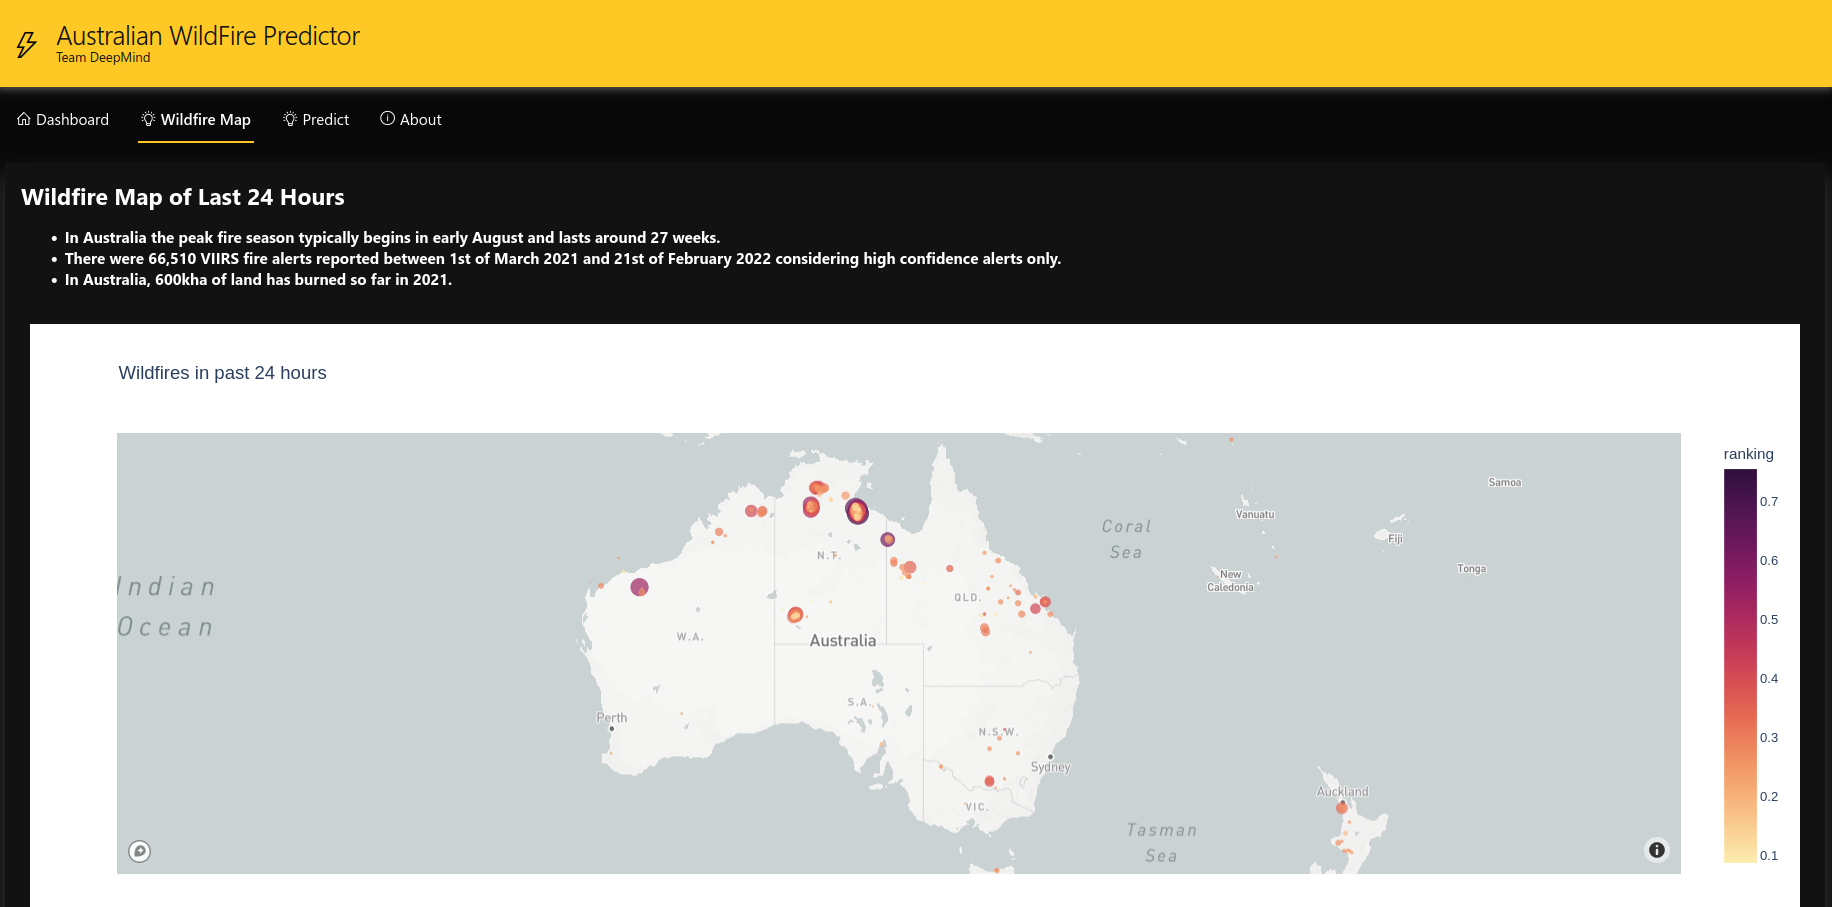 Australian WildFire Predictor
Team DeepMind
Dashboard
Wildfire Map
Predict
About
Wildfire Map of Last 24 Hours
• In Australia the peak fire season typically begins in early August and lasts around 27 weeks.
• There were 66,510 VIIRS fire alerts reported between 1st of March 2021 and 21st of February 2022 considering high confidence alerts only.
• In Australia, 600kha of land has burned so far in 2021.
Wildfires in past 24 hours
ranking
0.7
0.6
0.5
0.4
0.3
0.2
0.1
Samoa
Vanuatu
Coral
Sea
Fiji
N.T.
Tonga
New
Caledonia
Indian
Ocean
QLD.
W.A.
Australia
S.A.
Perth
N.S.W.
Sydney
Auckland
VIC.
Tasman
Sea